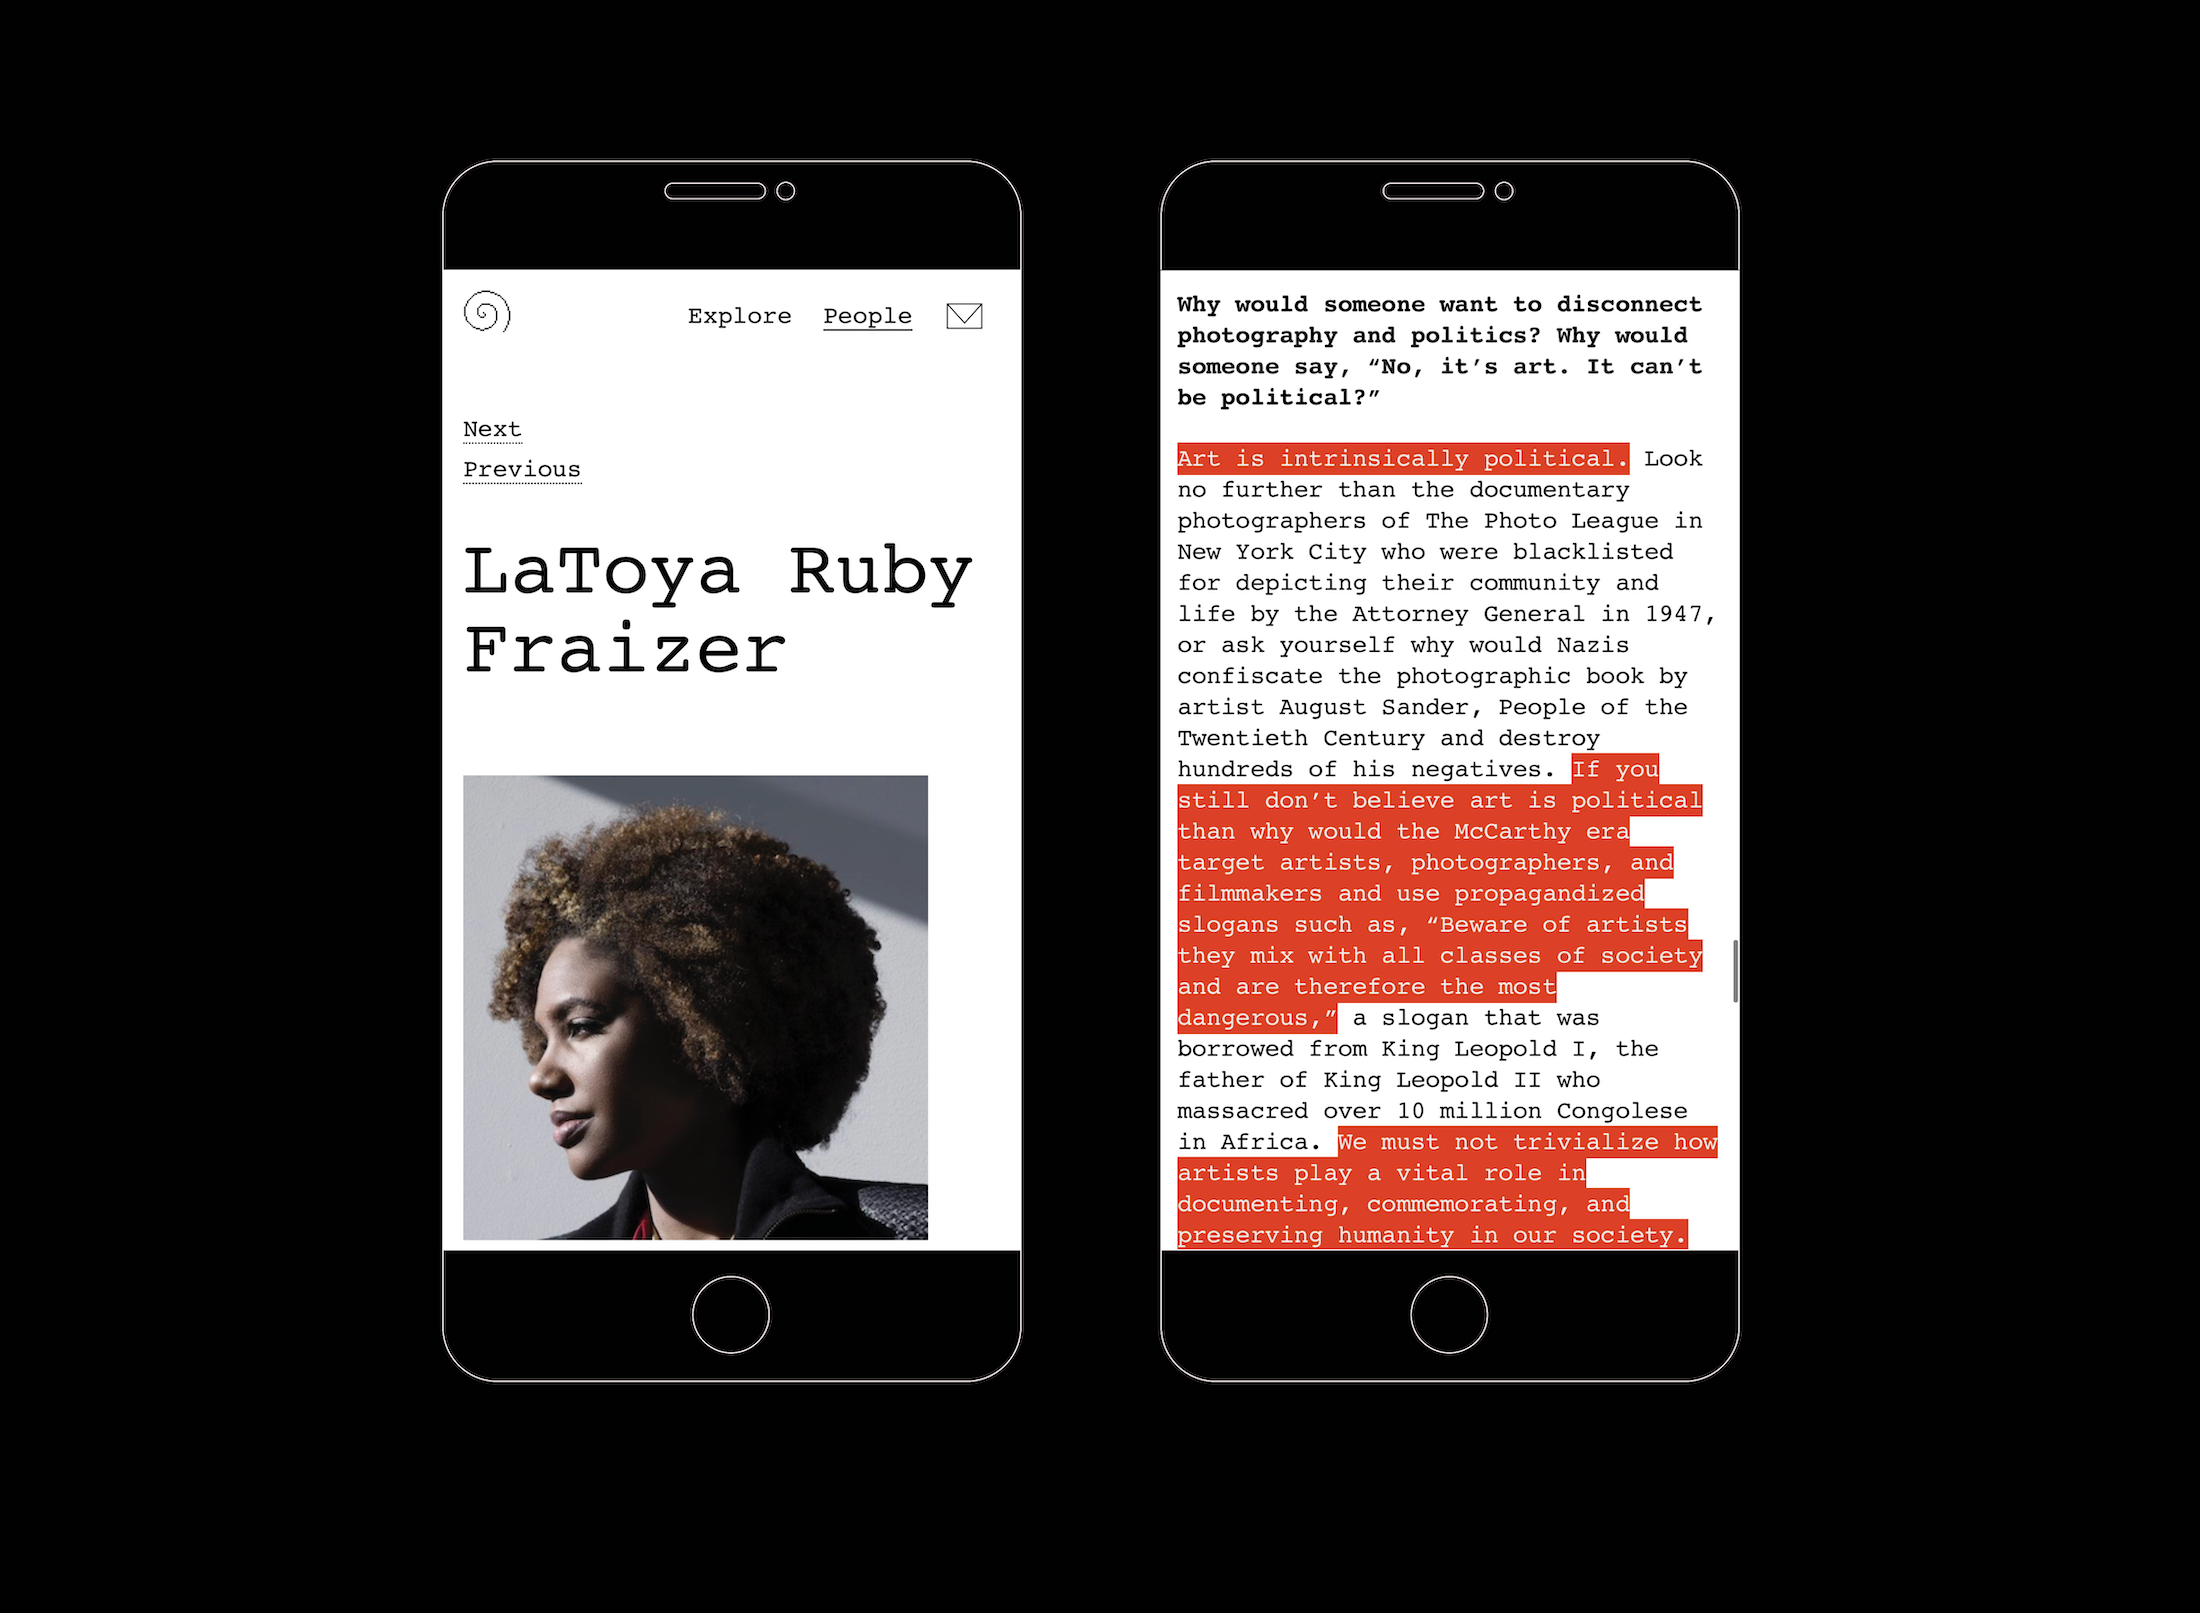 Explore People
Next
Previous
LaToya Ruby
Fraizer
Why would someone want to disconnect
photography and politics? Why would
someone say, “No, it’s art. It can’t
be political?”
Art is intrinsically political. Look
no further than the documentary
photographers of The Photo League in
New York City who were blacklisted
for depicting their community and
life by the Attorney General in 1947,
or ask yourself why would Nazis
confiscate the photographic book by
artist August Sander, People of the
Twentieth Century and destroy
hundreds of his negatives. If you
still don’t believe art is political
than why would the McCarthy era
target artists, photographers, and
filmmakers and use propagandized
slogans such as, “Beware of artists
they mix with all classes of society
and are therefore the most
dangerous,” a slogan that was
borrowed from King Leopold I, the
father of King Leopold II who
massacred over 10 million Congolese
in Africa. We must not trivialize how
artists play a vital role in
documenting, commemorating, and
preserving humanity in our society.